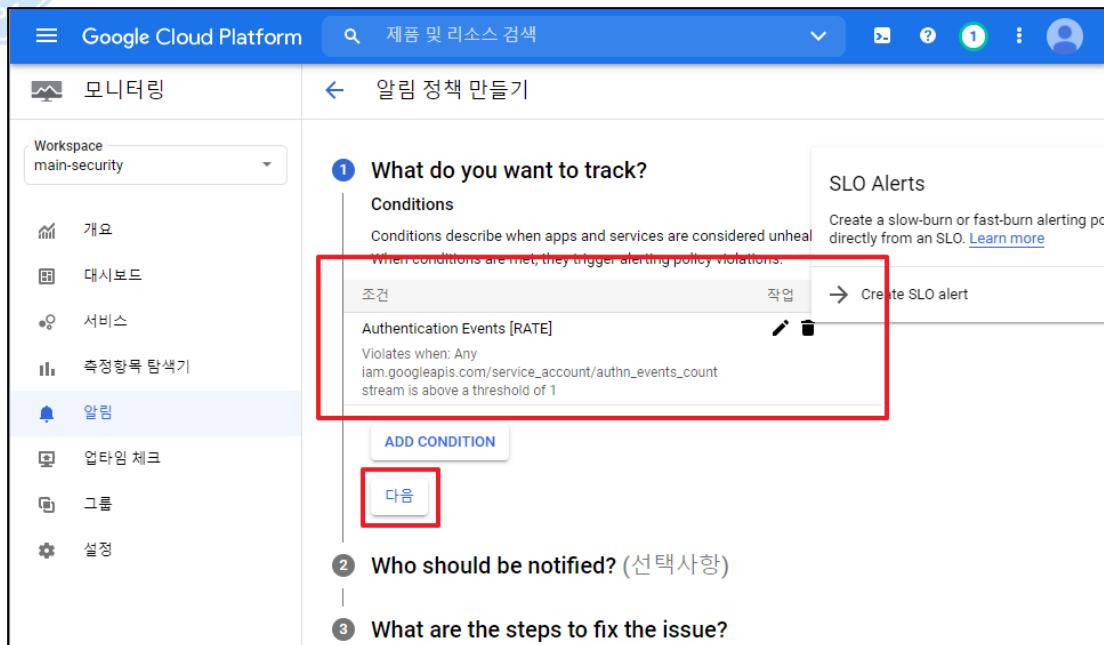 Google Cloud Platform
제품 및 리소스 검색
1
모니터링
알림 정책 만들기
Workspace
main-security
개요
대시보드
서비스
측정항목 탐색기
알림
업타임 체크
그룹
설정
1 What do you want to track?
Conditions
Conditions describe when apps and services are considered unheal
When conditions are met, they trigger alerting policy violations.
조건 작업
Authentication Events [RATE]
Violates when: Any
iam.googleapis.com/service_account/authn_events_count
stream is above a threshold of 1
ADD CONDITION
다음
2 Who should be notified? (선택사항)
3 What are the steps to fix the issue?
SLO Alerts
Create a slow-burn or fast-burn alerting po
directly from an SLO. Learn more
Create SLO alert